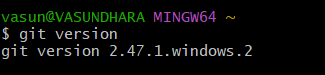 vasun@VASUNDHARA MINGW64 ~
$ git version
git version 2.47.1.windows.2